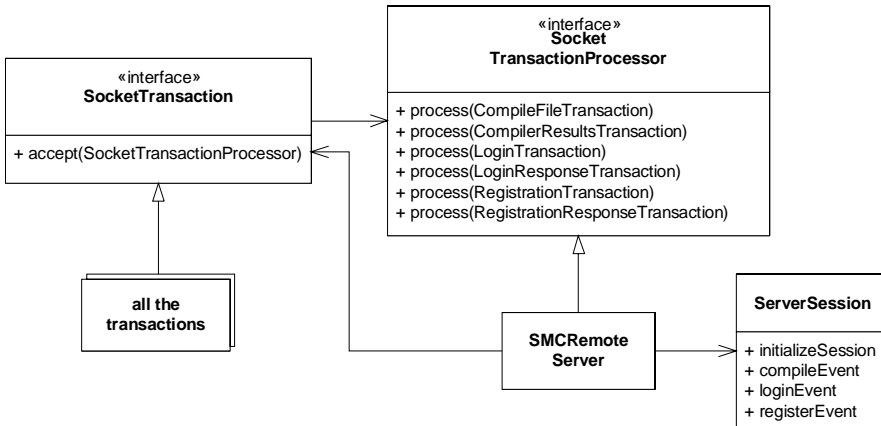 «interface»
SocketTransaction
+ accept(SocketTransactionProcessor)
«interface»
Socket
TransactionProcessor
+ process(CompileFileTransaction)
+ process(CompilerResultsTransaction)
+ process(LoginTransaction)
+ process(LoginResponseTransaction)
+ process(RegistrationTransaction)
+ process(RegistrationResponseTransaction)
all the
transactions
SMCRemote
Server
ServerSession
+ initializeSession
+ compileEvent
+ loginEvent
+ registerEvent